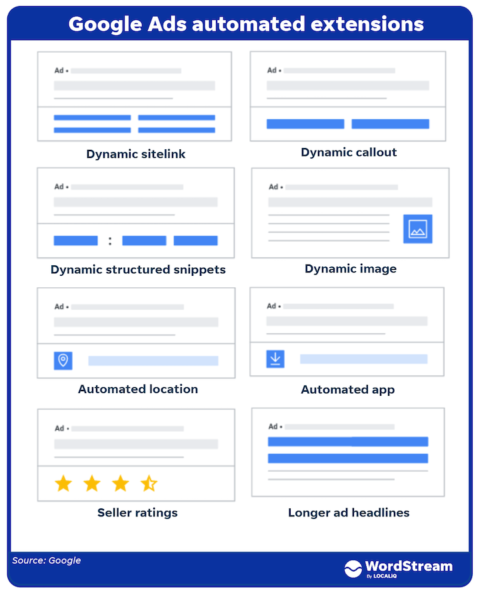 Google Ads automated extensions
Ad •
Ad •
Dynamic sitelink
Dynamic callout
Ad •
Ad •
:
Dynamic structured snippets
Dynamic image
Ad •
Ad •
Automated location
Automated app
Ad •
Ad •
Seller ratings
Longer ad headlines
Source: Google
WordStream
By LOCALiQ